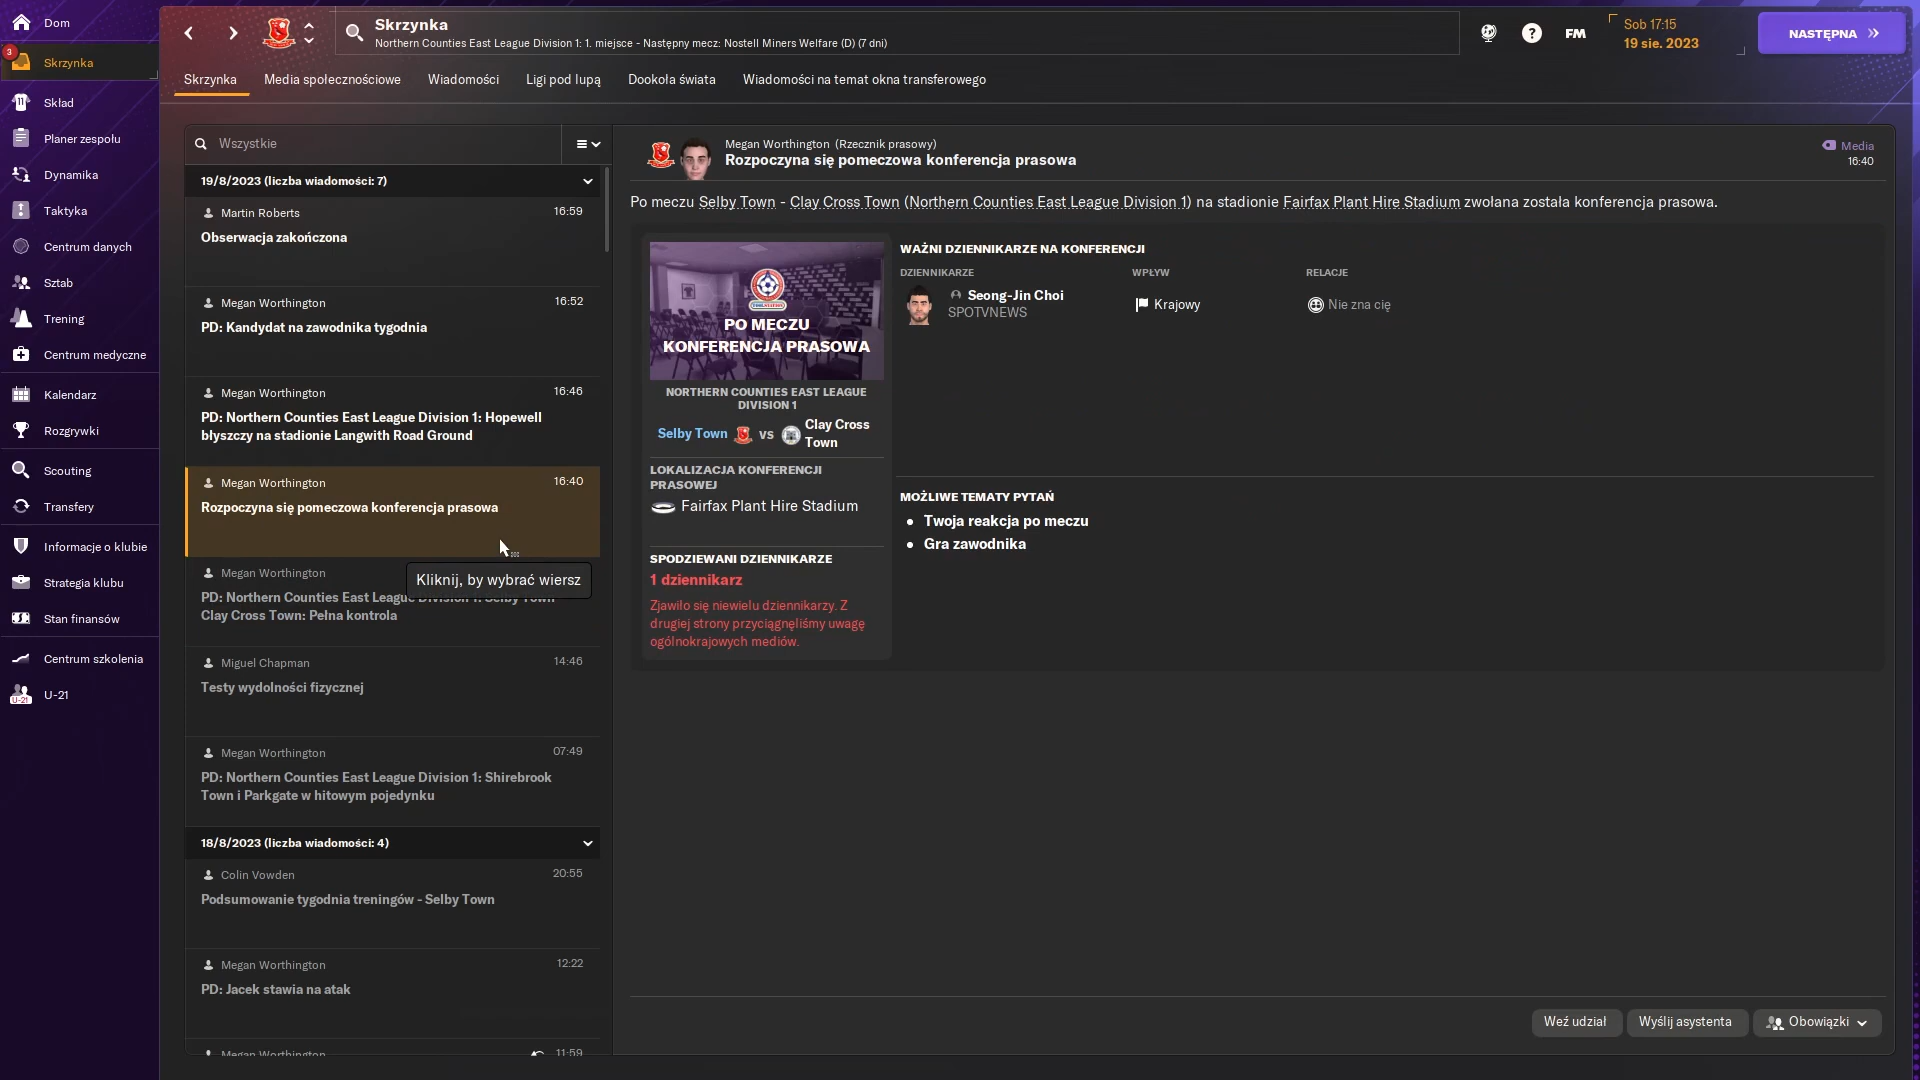 Dom
3
Skrzynka
Skład
Planer zespołu
Dynamika
Taktyka
Centrum danych
Sztab
Trening
Centrum medyczne
Kalendarz
Rozgrywki
Scouting
Transfery
Informacje o klubie
Strategia klubu
Stan finansów
Centrum szkolenia
U-21
U-21
Skrzynka
Northern Counties East League Division 1: 1. miejsce - Następny mecz: Nostell Miners Welfare (D) (7 dni)
FM
Sob 17:15
19 sie. 2023
NASTĘPNA
Skrzynka
Media społecznościowe
Wiadomości
Ligi pod lupą
Dookoła świata
Wiadomości na temat okna transferowego
Wszystkie
19/8/2023 (liczba wiadomości: 7)
Martin Roberts
16:59
Obserwacja zakończona
Megan Worthington
16:52
PD: Kandydat na zawodnika tygodnia
Megan Worthington
16:46
PD: Northern Counties East League Division 1: Hopewell
błyszczy na stadionie Langwith Road Ground
Megan Worthington
16:40
Rozpoczyna się pomeczowa konferencja prasowa
Megan Worthington
Kliknij, by wybrać wiersz
PD: Northern Counties East League Division 1: Selby Town
Clay Cross Town: Pełna kontrola
Miguel Chapman
14:46
Testy wydolności fizycznej
Megan Worthington
07:49
PD: Northern Counties East League Division 1: Shirebrook
Town i Parkgate w hitowym pojedynku
18/8/2023 (liczba wiadomości: 4)
Colin Vowden
20:55
Podsumowanie tygodnia treningów - Selby Town
Megan Worthington
12:22
PD: Jacek stawia na atak
Megan Worthington
11:59
Megan Worthington (Rzecznik prasowy)
Rozpoczyna się pomeczowa konferencja prasowa
Media
16:40
Po meczu Selby Town - Clay Cross Town (Northern Counties East League Division 1) na stadionie Fairfax Plant Hire Stadium zwołana została konferencja prasowa.
PO MECZU
KONFERENCJA PRASOWA
NORTHERN COUNTIES EAST LEAGUE
DIVISION 1
Selby Town vs Clay Cross
Town
LOKALIZACJA KONFERENCJI
PRASOWEJ
Fairfax Plant Hire Stadium
SPODZIEWANI DZIENNIKARZE
1 dziennikarz
Zjawiło się niewielu dziennikarzy. Z
drugiej strony przyciągnęliśmy uwagę
ogólnokrajowych mediów.
WAŻNI DZIENNIKARZE NA KONFERENCJI
DZIENNIKARZE
WPŁYW
RELACJE
Seong-Jin Choi
SPOTVNEWS
Krajowy
Nie zna cię
MOŻLIWE TEMATY PYTAŃ
Twoja reakcja po meczu
Gra zawodnika
Weź udział
Wyślij asystenta
Obowiązki